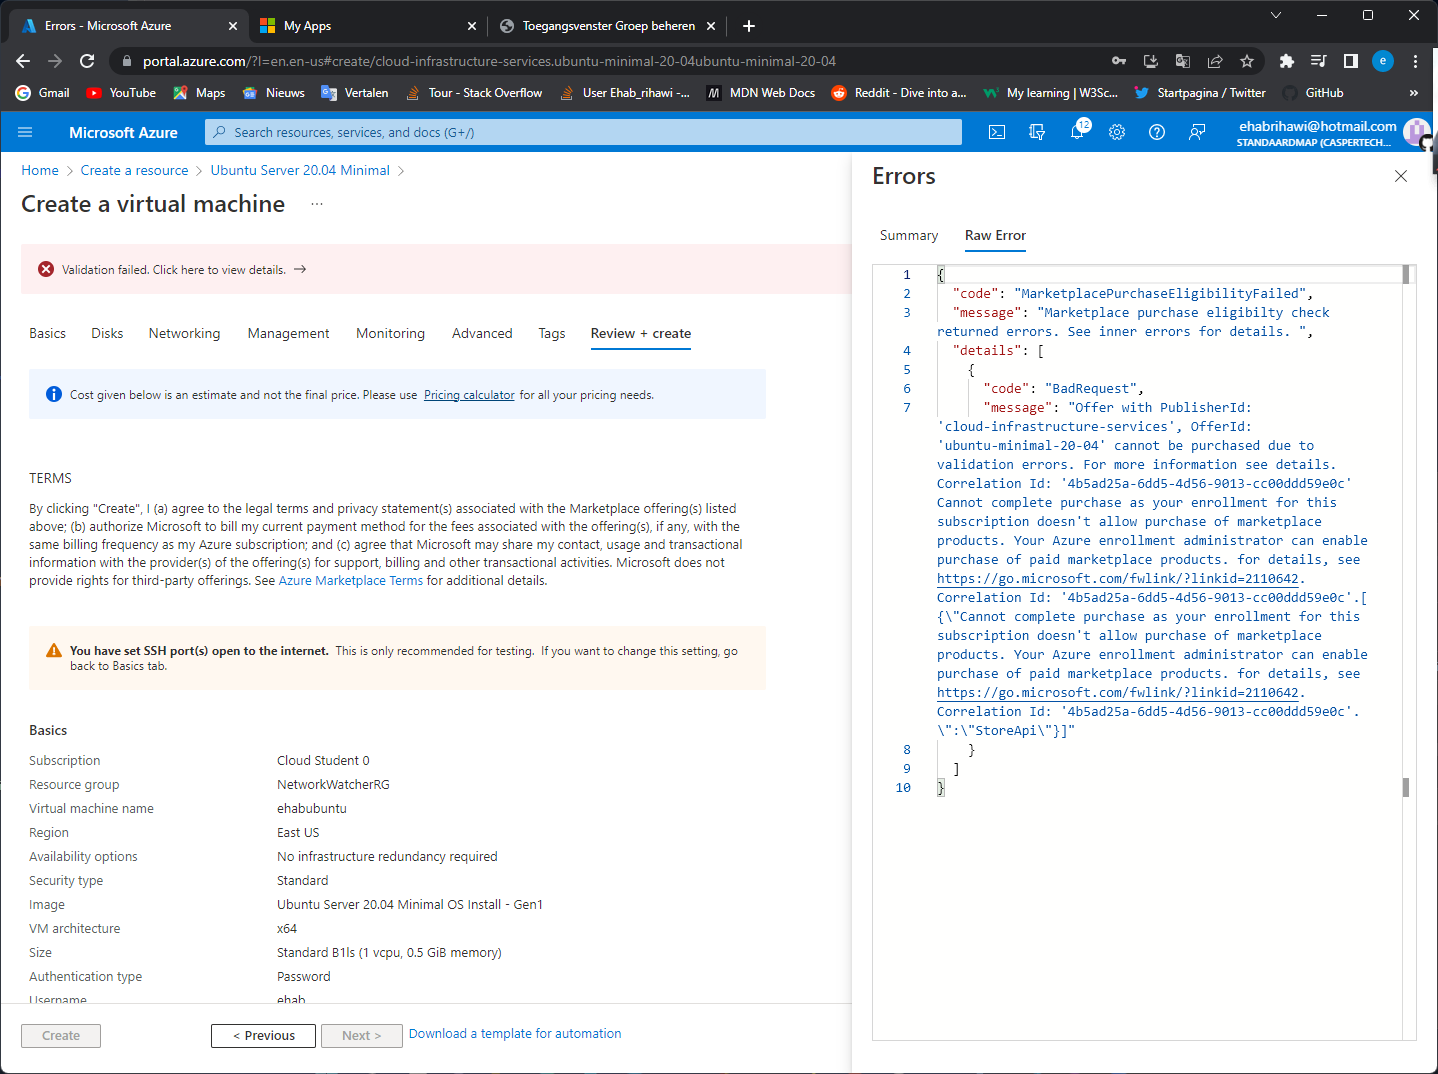 Errors - Microsoft Azure
My Apps
Toegangsvenster Groep beheren
portal.azure.com/?l=en.en-us#create/cloud-infrastructure-services.ubuntu-minimal-20-04ubuntu-minimal-20-04
e
Gmail
YouTube
Maps
Nieuws
Vertalen
Tour - Stack Overflow
User Ehab_rihawi -...
MDN Web Docs
Reddit - Dive into a...
My learning | W3Sc...
Startpagina / Twitter
GitHub
»
Microsoft Azure
Search resources, services, and docs (G+/)
12
ehabrihawi@hotmail.com
STANDAARDMAP (CASPERTECH...
Home > Create a resource > Ubuntu Server 20.04 Minimal >
Create a virtual machine ...
Validation failed. Click here to view details. →
Basics Disks Networking Management Monitoring Advanced Tags Review + create
Cost given below is an estimate and not the final price. Please use Pricing calculator for all your pricing needs.
TERMS
By clicking "Create", I (a) agree to the legal terms and privacy statement(s) associated with the Marketplace offering(s) listed
above; (b) authorize Microsoft to bill my current payment method for the fees associated with the offering(s), if any, with the
same billing frequency as my Azure subscription; and (c) agree that Microsoft may share my contact, usage and transactional
information with the provider(s) of the offering(s) for support, billing and other transactional activities. Microsoft does not
provide rights for third-party offerings. See Azure Marketplace Terms for additional details.
You have set SSH port(s) open to the internet. This is only recommended for testing. If you want to change this setting, go
back to Basics tab.
Basics
Subscription Cloud Student 0
Resource group NetworkWatcherRG
Virtual machine name ehabubuntu
Region East US
Availability options No infrastructure redundancy required
Security type Standard
Image Ubuntu Server 20.04 Minimal OS Install - Gen1
VM architecture x64
Size Standard B1ls (1 vcpu, 0.5 GiB memory)
Authentication type Password
Username ehab
Create
< Previous
Next >
Download a template for automation
Errors
Summary Raw Error
1 {
2 "code": "MarketplacePurchaseEligibilityFailed",
3 "message": "Marketplace purchase eligibilty check
returned errors. See inner errors for details. ",
4 "details": [
5 {
6 "code": "BadRequest",
7 "message": "Offer with PublisherId:
'cloud-infrastructure-services', OfferId:
'ubuntu-minimal-20-04' cannot be purchased due to
validation errors. For more information see details.
Correlation Id: '4b5ad25a-6dd5-4d56-9013-cc00ddd59e0c'
Cannot complete purchase as your enrollment for this
subscription doesn't allow purchase of marketplace
products. Your Azure enrollment administrator can enable
purchase of paid marketplace products. for details, see
https://go.microsoft.com/fwlink/?linkid=2110642.
Correlation Id: '4b5ad25a-6dd5-4d56-9013-cc00ddd59e0c'.[
{\"Cannot complete purchase as your enrollment for this
subscription doesn't allow purchase of marketplace
products. Your Azure enrollment administrator can enable
purchase of paid marketplace products. for details, see
https://go.microsoft.com/fwlink/?linkid=2110642.
Correlation Id: '4b5ad25a-6dd5-4d56-9013-cc00ddd59e0c'.
\":\"StoreApi\"}]"
8 }
9 ]
10 }